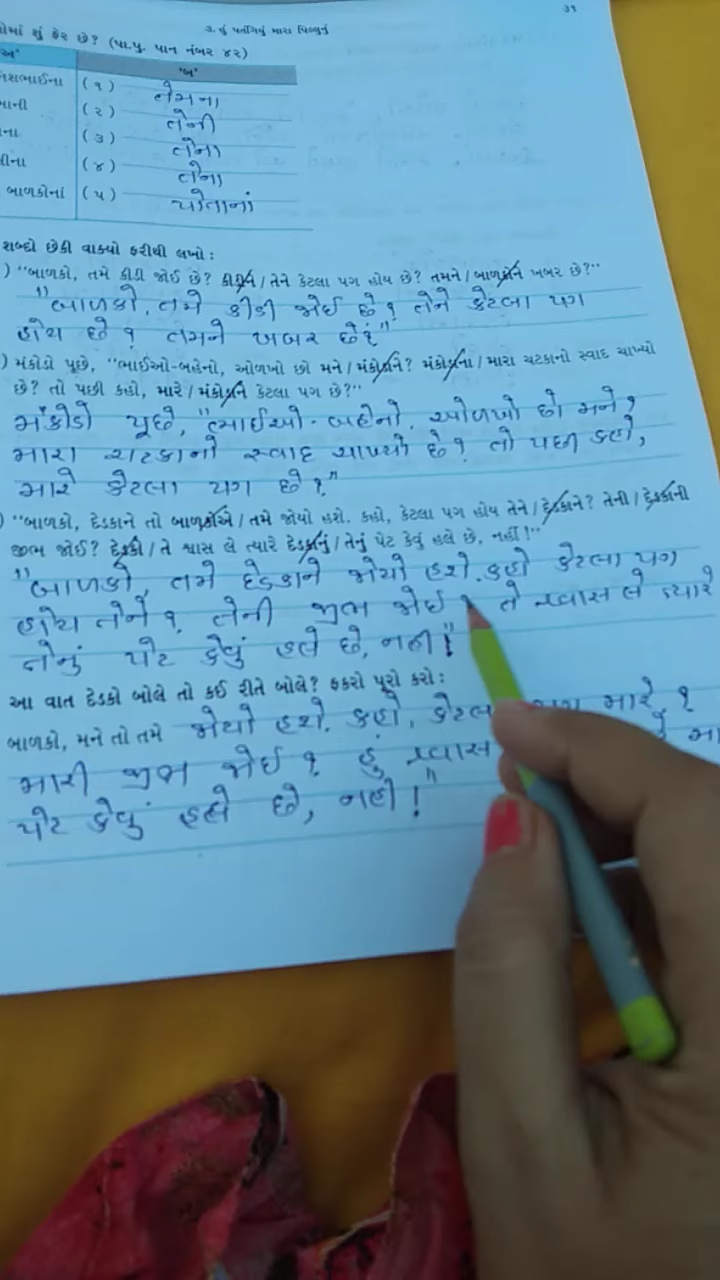 ૩. હું પતંગિયું મારા વિષ્યનું ૩૧
શું ફેર છે? (પા.પુ. પાન નંબર ૪૨)
'બ'
(૧) તેમના
(૨) તેની
(૩) તેના
(૪) તેના
બાળકોનાં (૫) પોતાનાં
શબ્દો છેકી વાક્યો ફરીથી લખો:
) "બાળકો, તમે કીડી જોઈ છે? કીડીને / તેને કેટલા પગ હોય છે? તમને / બાળકોને ખબર છે?"
"બાળકો, તમે કીડી જોઈ છે? તેને કેટલા પગ
હોય છે? તમને ખબર છે?"
) મંકોડો પૂછે, "ભાઈઓ-બહેનો, ઓળખો છો મને / મંકોડાને? મંકોડાના / મારા ચટકાનો સ્વાદ ચાખ્યો
છે? તો પછી કહો, મારે / મંકોડાને કેટલા પગ છે?"
મંકોડો પૂછે, "ભાઈઓ-બહેનો, ઓળખો છો મને?
મારા ચટકાનો સ્વાદ ચાખ્યો છે? તો પછી કહો,
મારે કેટલા પગ છે?"
) "બાળકો, દેડકાને તો બાળકોએ / તમે જોયો હશે. કહો, કેટલા પગ હોય તેને / દેડકાને? તેની / દેડકાની
જીભ જોઈ? દેડકો / તે શ્વાસ લે ત્યારે દેડકાનું / તેનું પેટ કેવું હલે છે, નહીં!"
"બાળકો, તમે દેડકાને જોયો હશે. કહો કેટલા પગ
હોય તેને? તેની જીભ જોઈ? તે શ્વાસ લે ત્યારે
તેનું પેટ કેવું હલે છે, નહી!"
આ વાત દેડકો બોલે તો કઈ રીતે બોલે? ફકરો પૂરો કરો:
બાળકો, મને તો તમે જોયો હશે. કહો, કેટલા પગ મારે?
મારી જીભ જોઈ? હું શ્વાસ
પેટ કેવું હલે છે, નહી!"